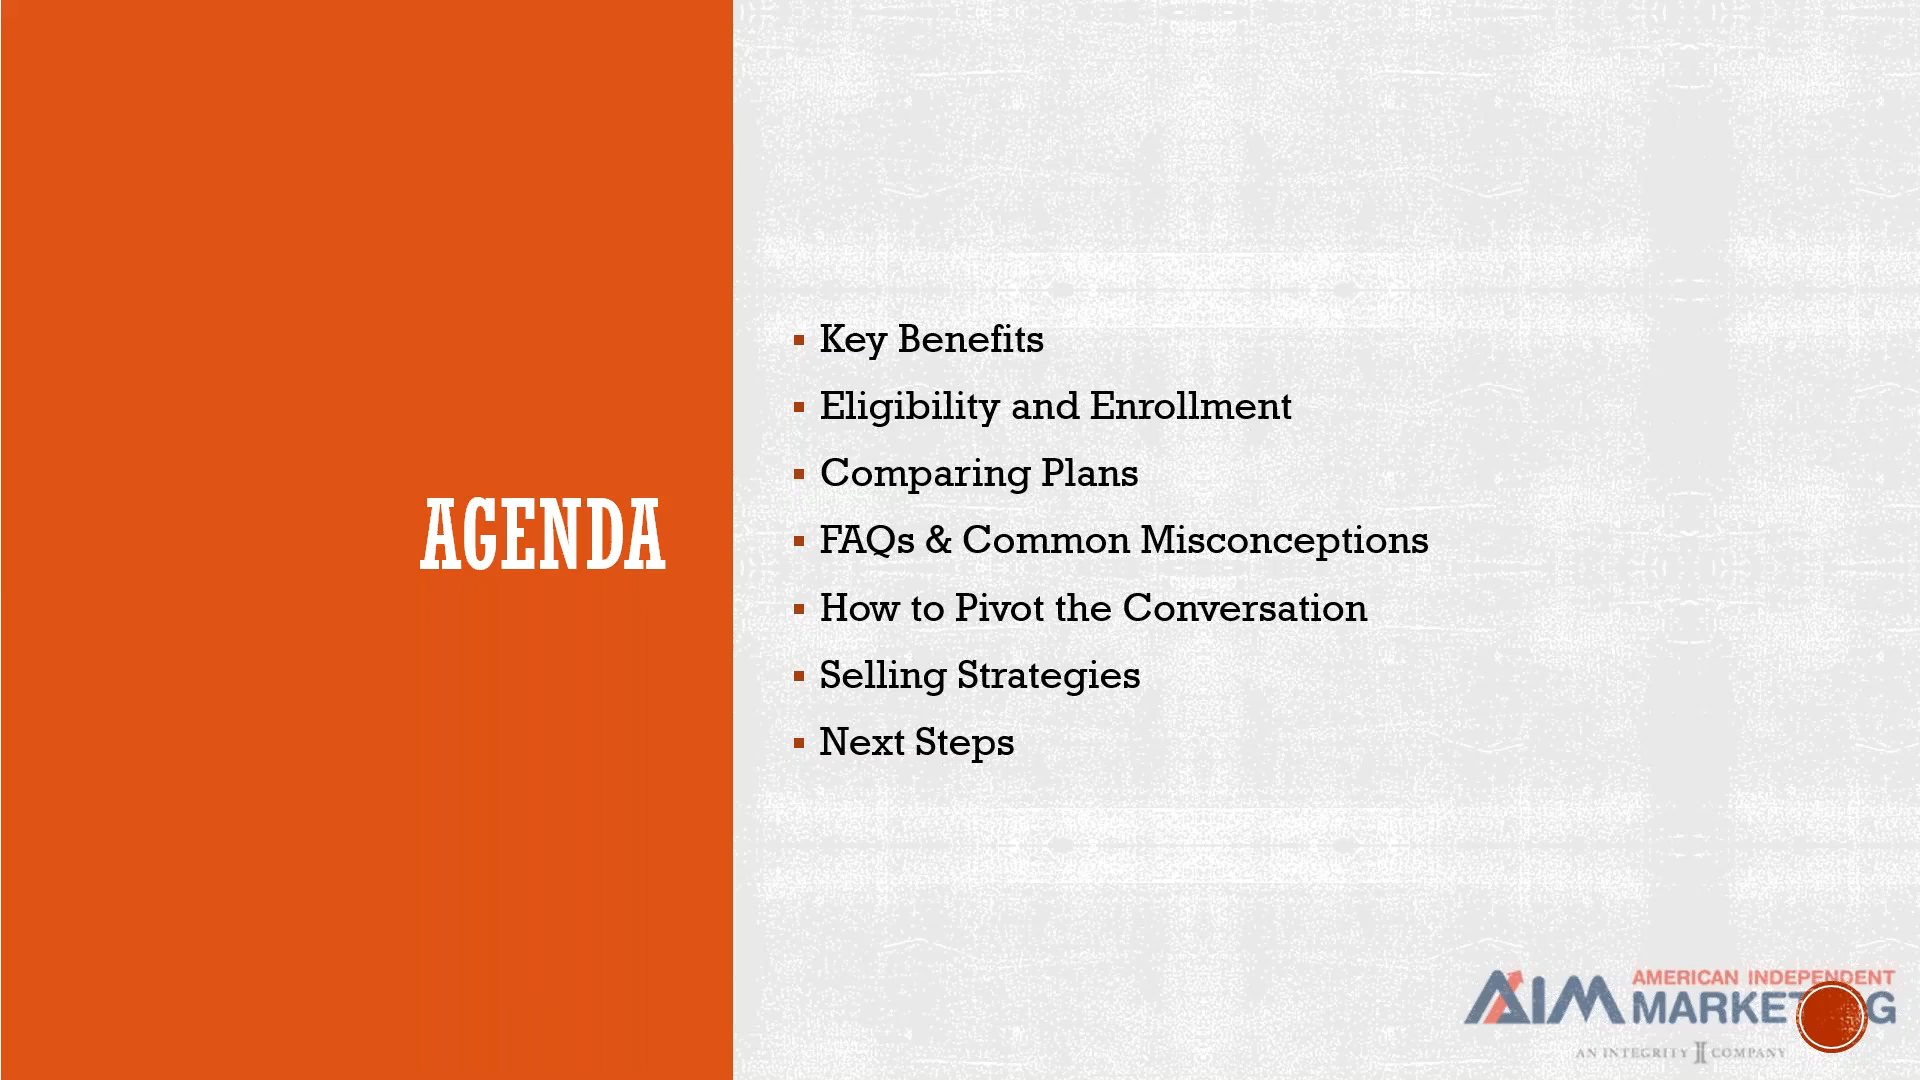 AGENDA
Key Benefits
Eligibility and Enrollment
Comparing Plans
FAQs & Common Misconceptions
How to Pivot the Conversation
Selling Strategies
Next Steps
AIM AMERICAN INDEPENDENT
AN INTEGRITY COMPANY